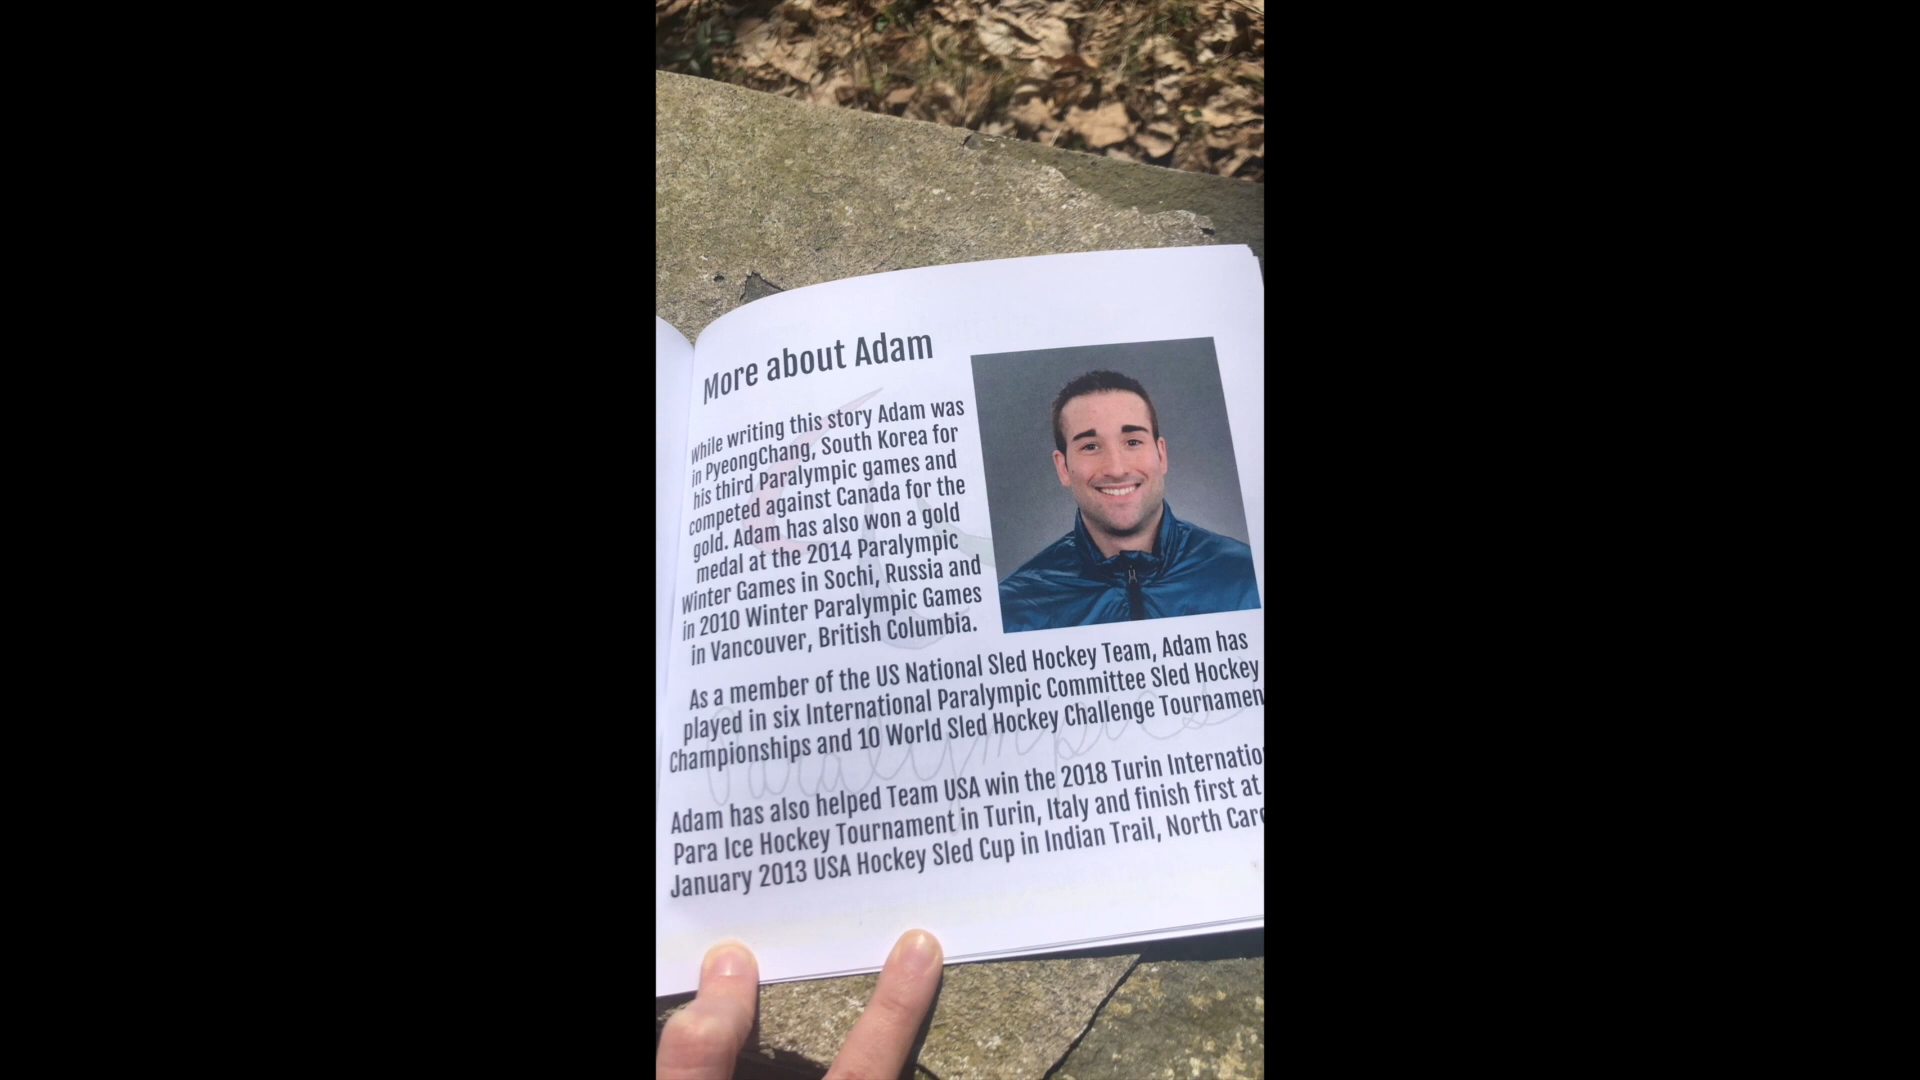 More about Adam
While writing this story Adam was
in PyeongChang, South Korea for
his third Paralympic games and
competed against Canada for the
gold. Adam has also won a gold
medal at the 2014 Paralympic
Winter Games in Sochi, Russia and
in 2010 Winter Paralympic Games
in Vancouver, British Columbia.
As a member of the US National Sled Hockey Team, Adam has
played in six International Paralympic Committee Sled Hockey
Championships and 10 World Sled Hockey Challenge Tournamen
Adam has also helped Team USA win the 2018 Turin Internatio
Para Ice Hockey Tournament in Turin, Italy and finish first at
January 2013 USA Hockey Sled Cup in Indian Trail, North Car
Paralympics